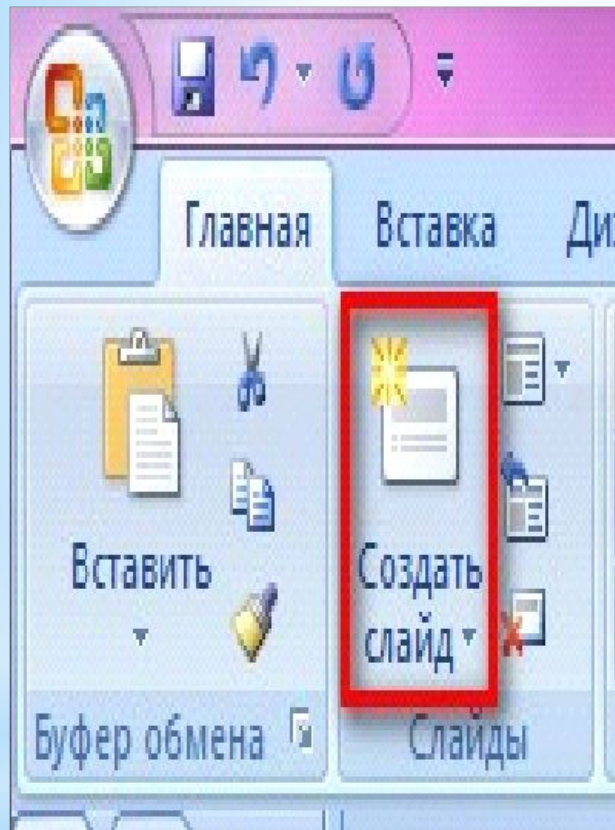 Главная Вставка
Вставить
Создать
слайд
Буфер обмена Слайды